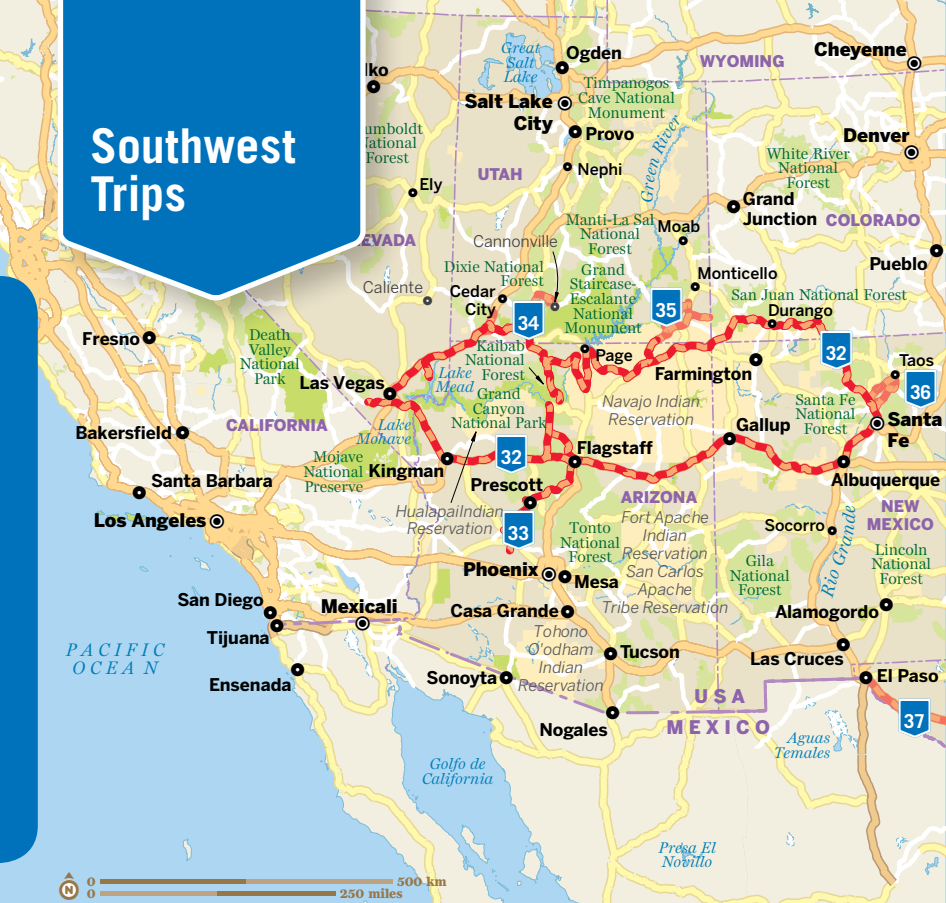 Southwest
Trips
Great
Salt
Lake
Ogden
WYOMING
Cheyenne
lko
Timpanogos
Cave National
Monument
Salt Lake
City
Provo
umboldt
National
Forest
Denver
White River
National
Forest
Nephi
UTAH
Green River
Ely
Grand
Junction
COLORADO
Manti-La Sal
National
Forest
Moab
EVADA
Cannonville
Pueblo
Dixie National
Forest
Grand
Staircase-
Escalante
National
Monument
Monticello
Caliente
Cedar
City
San Juan National Forest
Durango
34
35
Fresno
Death
Valley
National
Park
Kaibab
National
Forest
Page
32
Taos
Farmington
Lake
Mead
Las Vegas
36
Grand
Canyon
National Park
Navajo Indian
Reservation
Santa Fe
National
Forest
Santa
Fe
CALIFORNIA
Bakersfield
Lake
Mohave
Gallup
Flagstaff
32
Mojave
National
Preserve
Kingman
Santa Barbara
Prescott
Albuquerque
ARIZONA
Los Angeles
HualapaiIndian
Reservation
Fort Apache
Indian
Reservation
NEW
MEXICO
33
Tonto
National
Forest
Socorro
Rio Grande
Lincoln
National
Forest
San Carlos
Apache
Tribe Reservation
Gila
National
Forest
Phoenix
Mesa
San Diego
Mexicali
Casa Grande
Alamogordo
Tijuana
Tohono
O'odham
Indian
Reservation
PACIFIC
OCEAN
Tucson
Las Cruces
Ensenada
Sonoyta
El Paso
USA
MEXICO
37
Nogales
Aguas
Temales
Golfo de
California
Presa El
Novillo
N
0 500 km
0 250 miles